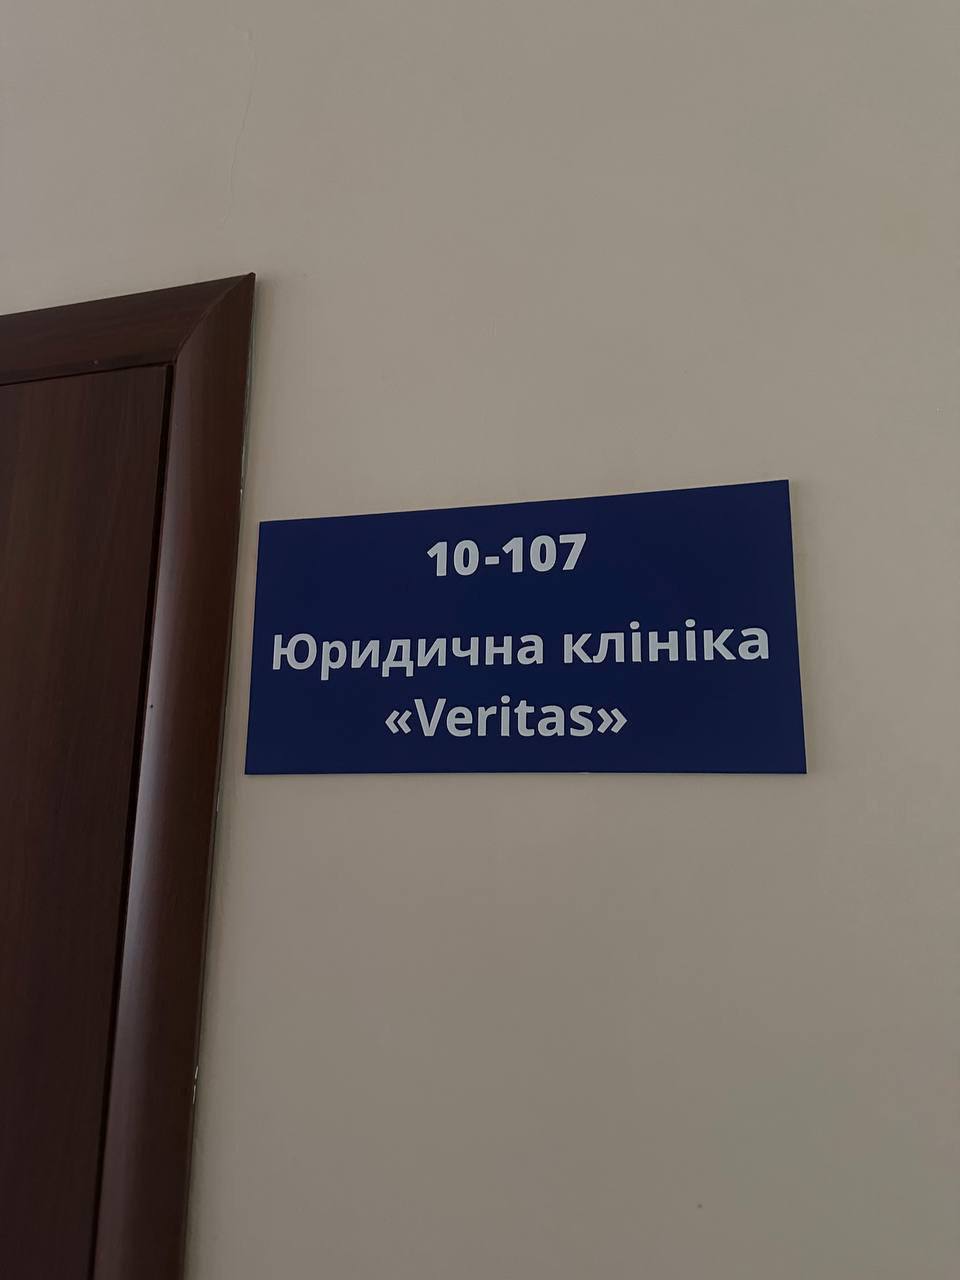 10-107
Юридична клініка
«Veritas»